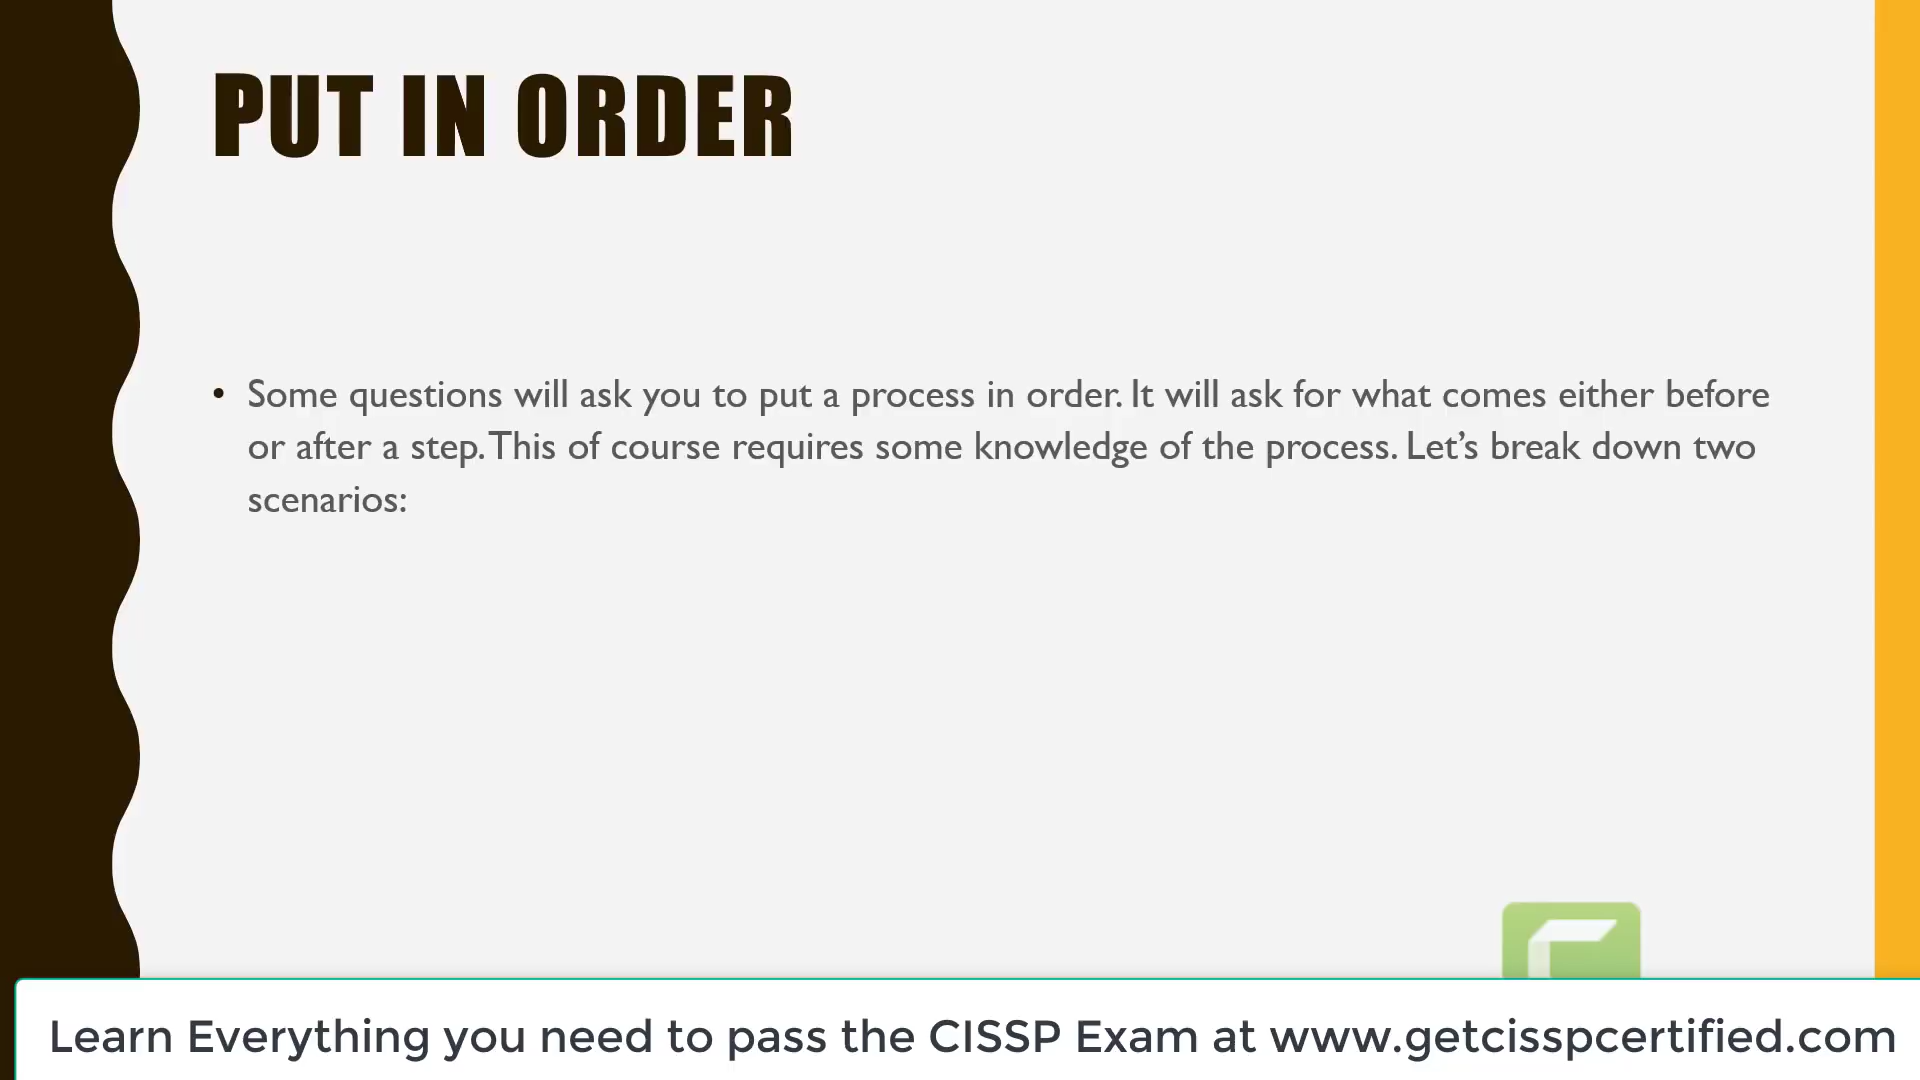 PUT IN ORDER
• Some questions will ask you to put a process in order. It will ask for what comes either before
or after a step. This of course requires some knowledge of the process. Let’s break down two
scenarios:
Learn Everything you need to pass the CISSP Exam at www.getcisspcertified.com